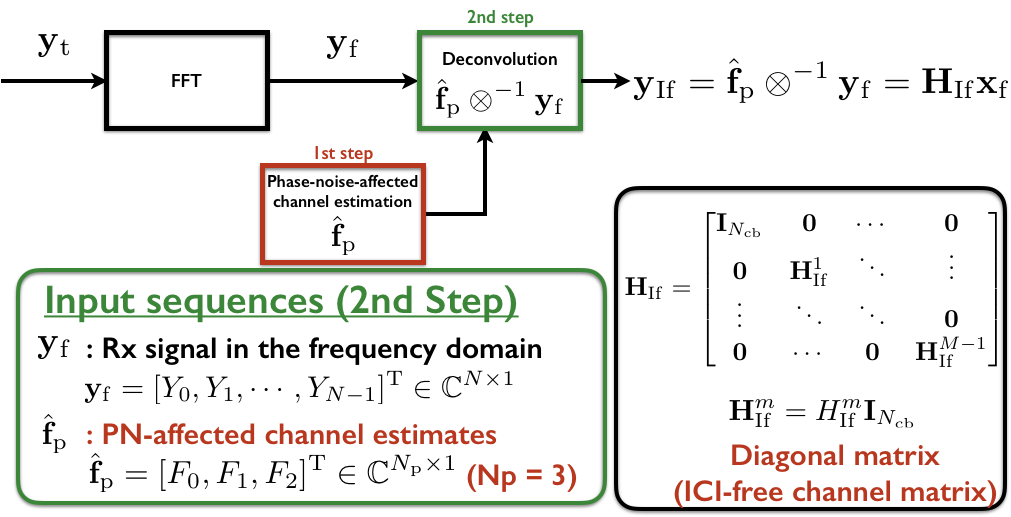 2nd step
y_t
FFT
y_f
Deconvolution
f̂_p ⊗⁻¹ y_f
y_If = f̂_p ⊗⁻¹ y_f = H_If x_f
1st step
Phase-noise-affected
channel estimation
f̂_p
Input sequences (2nd Step)
y_f : Rx signal in the frequency domain
y_f = [Y_0, Y_1, ⋯ , Y_{N−1}]^T ∈ ℂ^{N×1}
f̂_p : PN-affected channel estimates
f̂_p = [F_0, F_1, F_2]^T ∈ ℂ^{N_p×1} (Np = 3)
I_{N_cb} 0 ⋯ 0
H_If = 0 H_If^1 ⋱ ⋮
⋮ ⋱ ⋱ 0
0 ⋯ 0 H_If^{M−1}
H_If^m = H_If^m I_{N_cb}
Diagonal matrix
(ICI-free channel matrix)